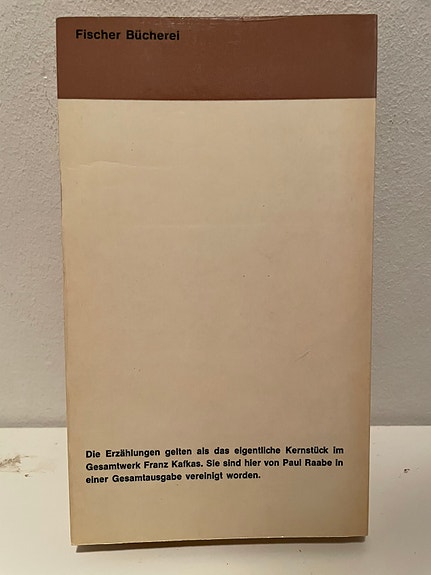 Fischer Bücherei
Die Erzählungen gelten als das eigentliche Kernstück im
Gesamtwerk Franz Kafkas. Sie sind hier von Paul Raabe in
einer Gesamtausgabe vereinigt worden.